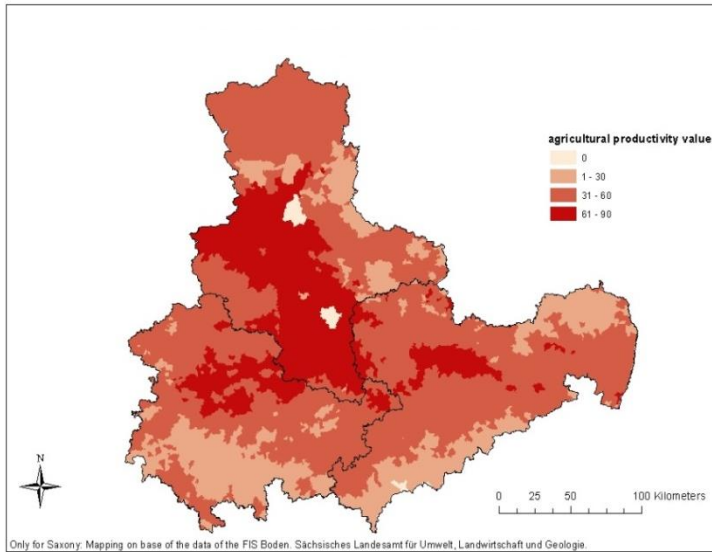 agricultural productivity value
0
1 - 30
31 - 60
61 - 90
N
0 25 50 100 Kilometers
Only for Saxony: Mapping on base of the data of the FIS Boden. Sächsisches Landesamt für Umwelt, Landwirtschaft und Geologie.